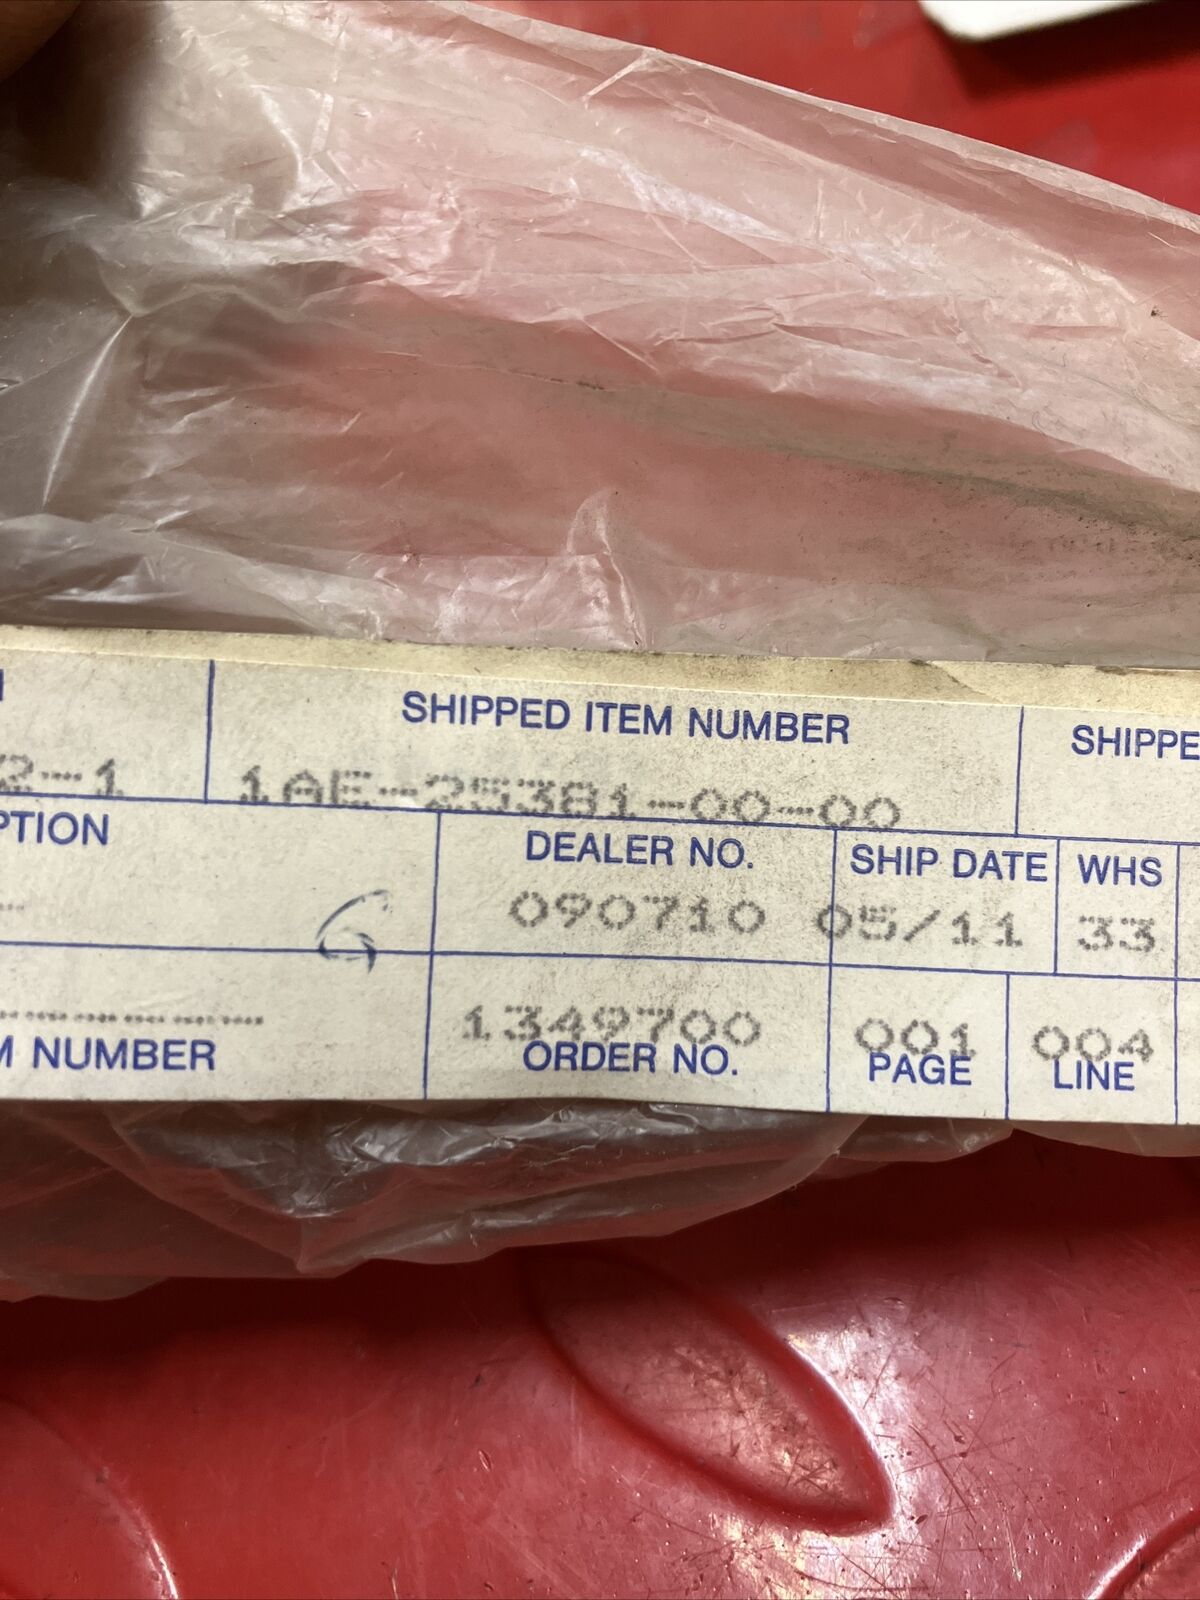 SHIPPED ITEM NUMBER SHIPPE
2-1 1AE-25381-00-00
PTION DEALER NO. SHIP DATE WHS
090710 05/11 33
1349700 001 004
M NUMBER ORDER NO. PAGE LINE